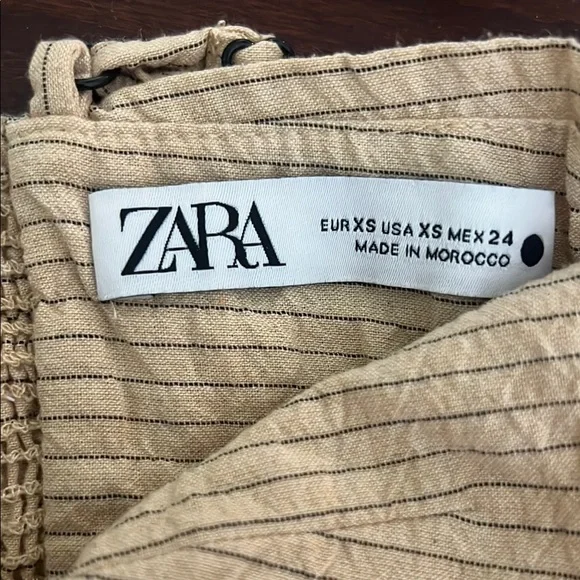 ZARA
EUR XS USA XS MEX 24
MADE IN MOROCCO